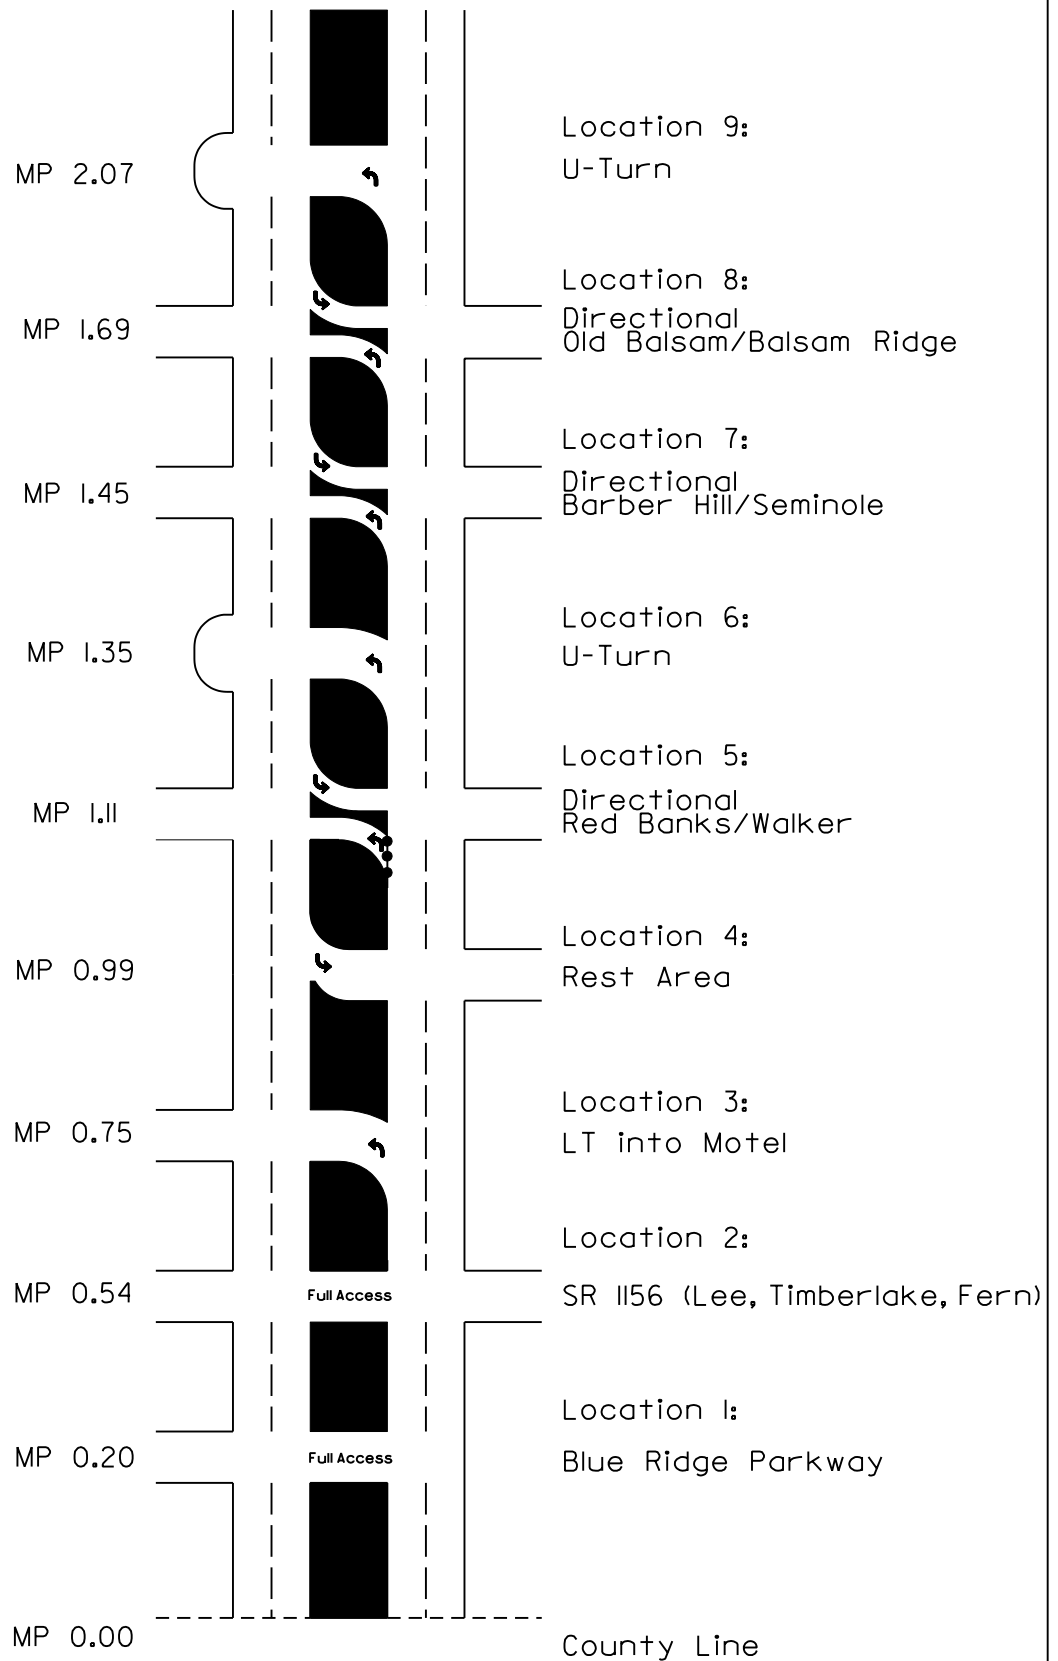 Location 9:
MP 2.07
U-Turn
Location 8:
Directional
MP 1.69
Old Balsam/Balsam Ridge
Location 7:
Directional
MP 1.45
Barber Hill/Seminole
Location 6:
MP 1.35
U-Turn
Location 5:
Directional
MP 1.11
Red Banks/Walker
Location 4:
MP 0.99
Rest Area
Location 3:
MP 0.75
LT into Motel
Location 2:
MP 0.54
Full Access
SR 1156 (Lee, Timberlake, Fern)
Location 1:
MP 0.20
Full Access
Blue Ridge Parkway
MP 0.00
County Line